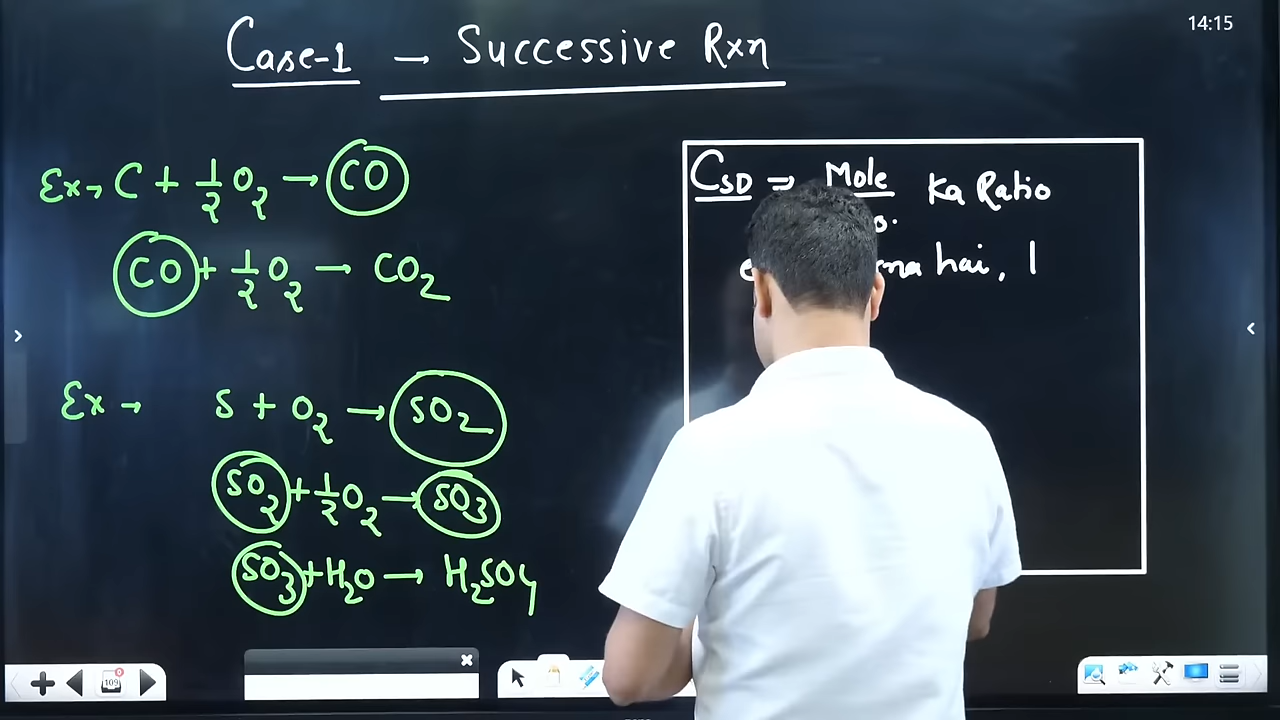 Case-1 → Successive Rxn
14:15
Ex→ C + 1/2 O2 → CO
CO + 1/2 O2 → CO2
Ex → S + O2 → SO2
SO2 + 1/2 O2 → SO3
SO3 + H2O → H2SO4
CSD ⇒ Mole Ka Ratio
hai, 1
109